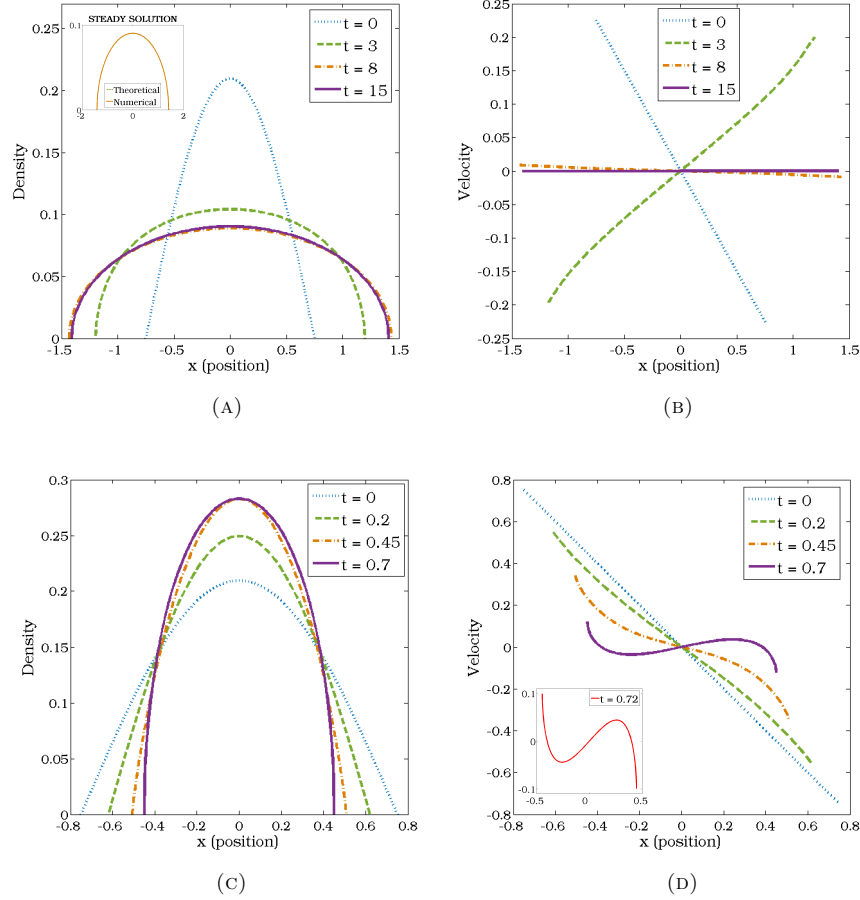 STEADY SOLUTION
0.1
0
-2
0
2
Theoretical
Numerical
t = 0
t = 3
t = 8
t = 15
0.25
0.2
0.15
0.1
0.05
0
Density
-1.5
-1
-0.5
0
0.5
1
1.5
x (position)
(A)
t = 0
t = 3
t = 8
t = 15
0.25
0.2
0.15
0.1
0.05
0
-0.05
-0.1
-0.15
-0.2
-0.25
Velocity
-1.5
-1
-0.5
0
0.5
1
1.5
x (position)
(B)
t = 0
t = 0.2
t = 0.45
t = 0.7
0.3
0.25
0.2
0.15
0.1
0.05
0
Density
-0.8
-0.6
-0.4
-0.2
0
0.2
0.4
0.6
0.8
x (position)
(C)
t = 0
t = 0.2
t = 0.45
t = 0.7
0.8
0.6
0.4
0.2
0
-0.2
-0.4
-0.6
-0.8
Velocity
t = 0.72
0.1
0
-0.1
-0.5
0
0.5
-0.8
-0.6
-0.4
-0.2
0
0.2
0.4
0.6
0.8
x (position)
(D)